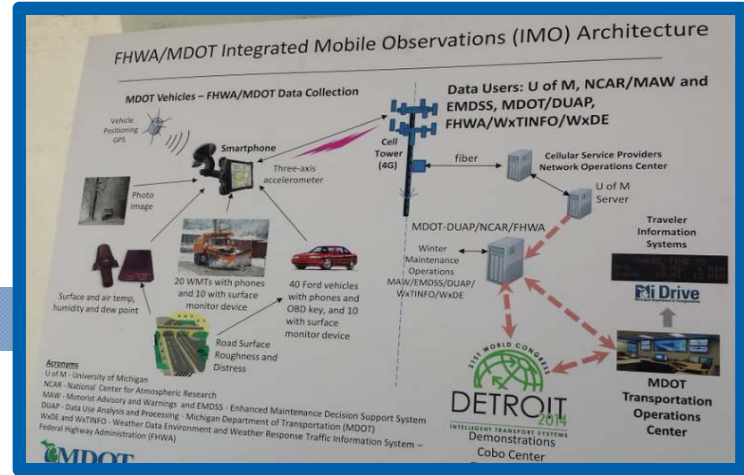 FHWA/MDOT Integrated Mobile Observations (IMO) Architecture
MDOT Vehicles – FHWA/MDOT Data Collection
Vehicle
Positioning
GPS
Smartphone
Three-axis
accelerometer
Photo
Image
Surface and air temp,
humidity and dew point
20 WMTs with phones
and 10 with surface
monitor device
40 Ford vehicles
with phones and
OBD key, and 10
with surface
monitor device
Road Surface
Roughness and
Distress
Data Users: U of M, NCAR/MAW and
EMDSS, MDOT/DUAP,
FHWA/WxTINFO/WxDE
Cell
Tower
(4G)
fiber
Cellular Service Providers
Network Operations Center
U of M
Server
MDOT-DUAP/NCAR/FHWA
Winter
Maintenance
Operations
MAW/EMDSS/DUAP/
WxTINFO/WxDE
Traveler
Information
Systems
Mi Drive
MDOT
Transportation
Operations
Center
21ST WORLD CONGRESS
DETROIT
2014
INTELLIGENT TRANSPORT SYSTEMS
Demonstrations
Cobo Center
Acronyms
U of M - University of Michigan
NCAR - National Center for Atmospheric Research
MAW - Motorist Advisory and Warnings and EMDSS - Enhanced Maintenance Decision Support System
DUAP - Data Use Analysis and Processing - Michigan Department of Transportation (MDOT)
WxDE and WxTINFO - Weather Data Environment and Weather Response Traffic Information System –
Federal Highway Administration (FHWA)
MDOT